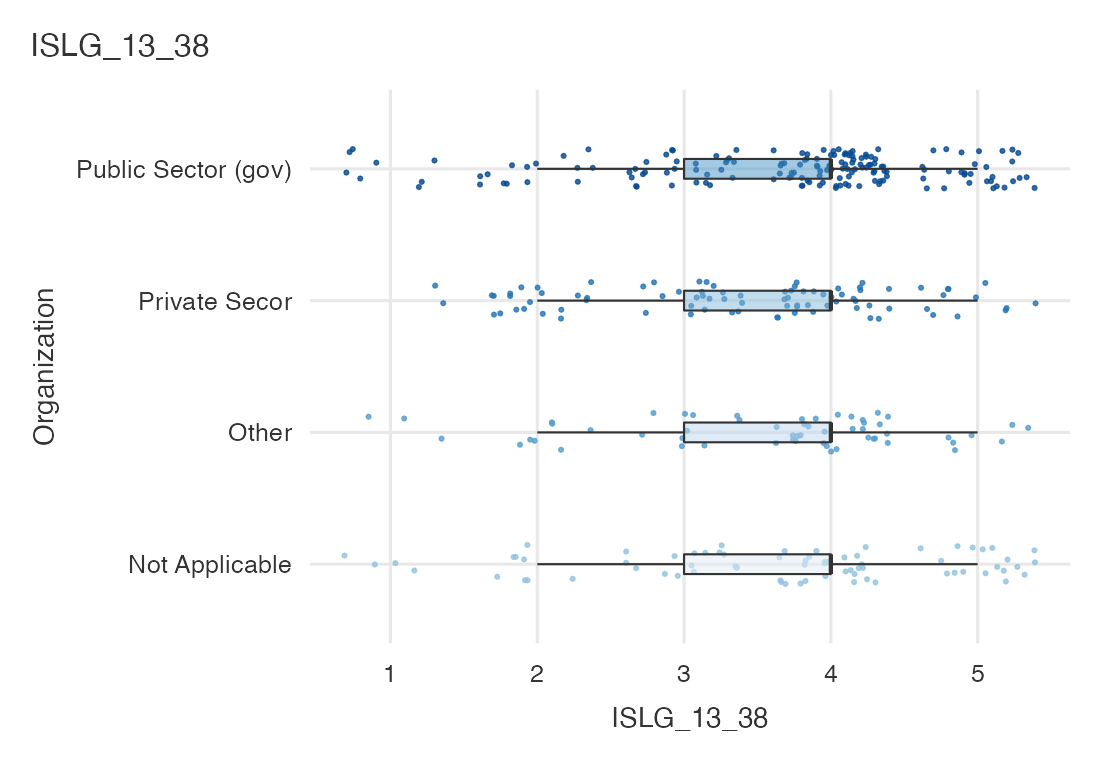 ISLG_13_38
Public Sector (gov)
Private Secor
Other
Not Applicable
Organization
1 2 3 4 5
ISLG_13_38